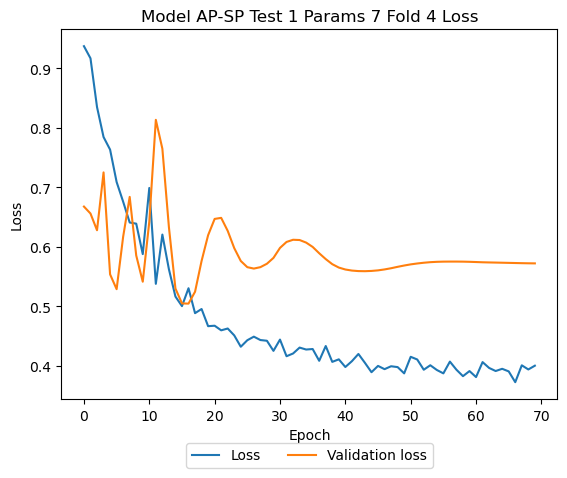 Model AP-SP Test 1 Params 7 Fold 4 Loss
Loss
0.9
0.8
0.7
0.6
0.5
0.4
0 10 20 30 40 50 60 70
Epoch
Loss Validation loss